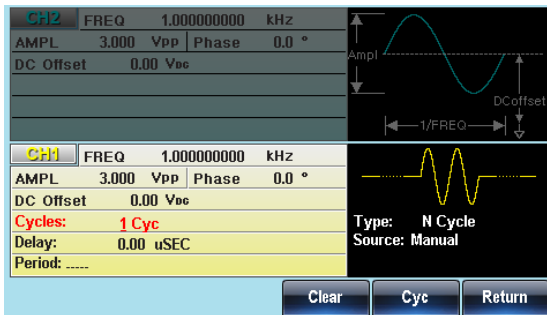 CH2 FREQ 1.000000000 kHz
AMPL 3.000 Vpp Phase 0.0 °
DC Offset 0.00 VDC
Ampl
DCoffset
1/FREQ
CH1 FREQ 1.000000000 kHz
AMPL 3.000 Vpp Phase 0.0 °
DC Offset 0.00 VDC
Cycles: 1 Cyc
Delay: 0.00 uSEC
Period: .....
Type: N Cycle
Source: Manual
Clear Cyc Return